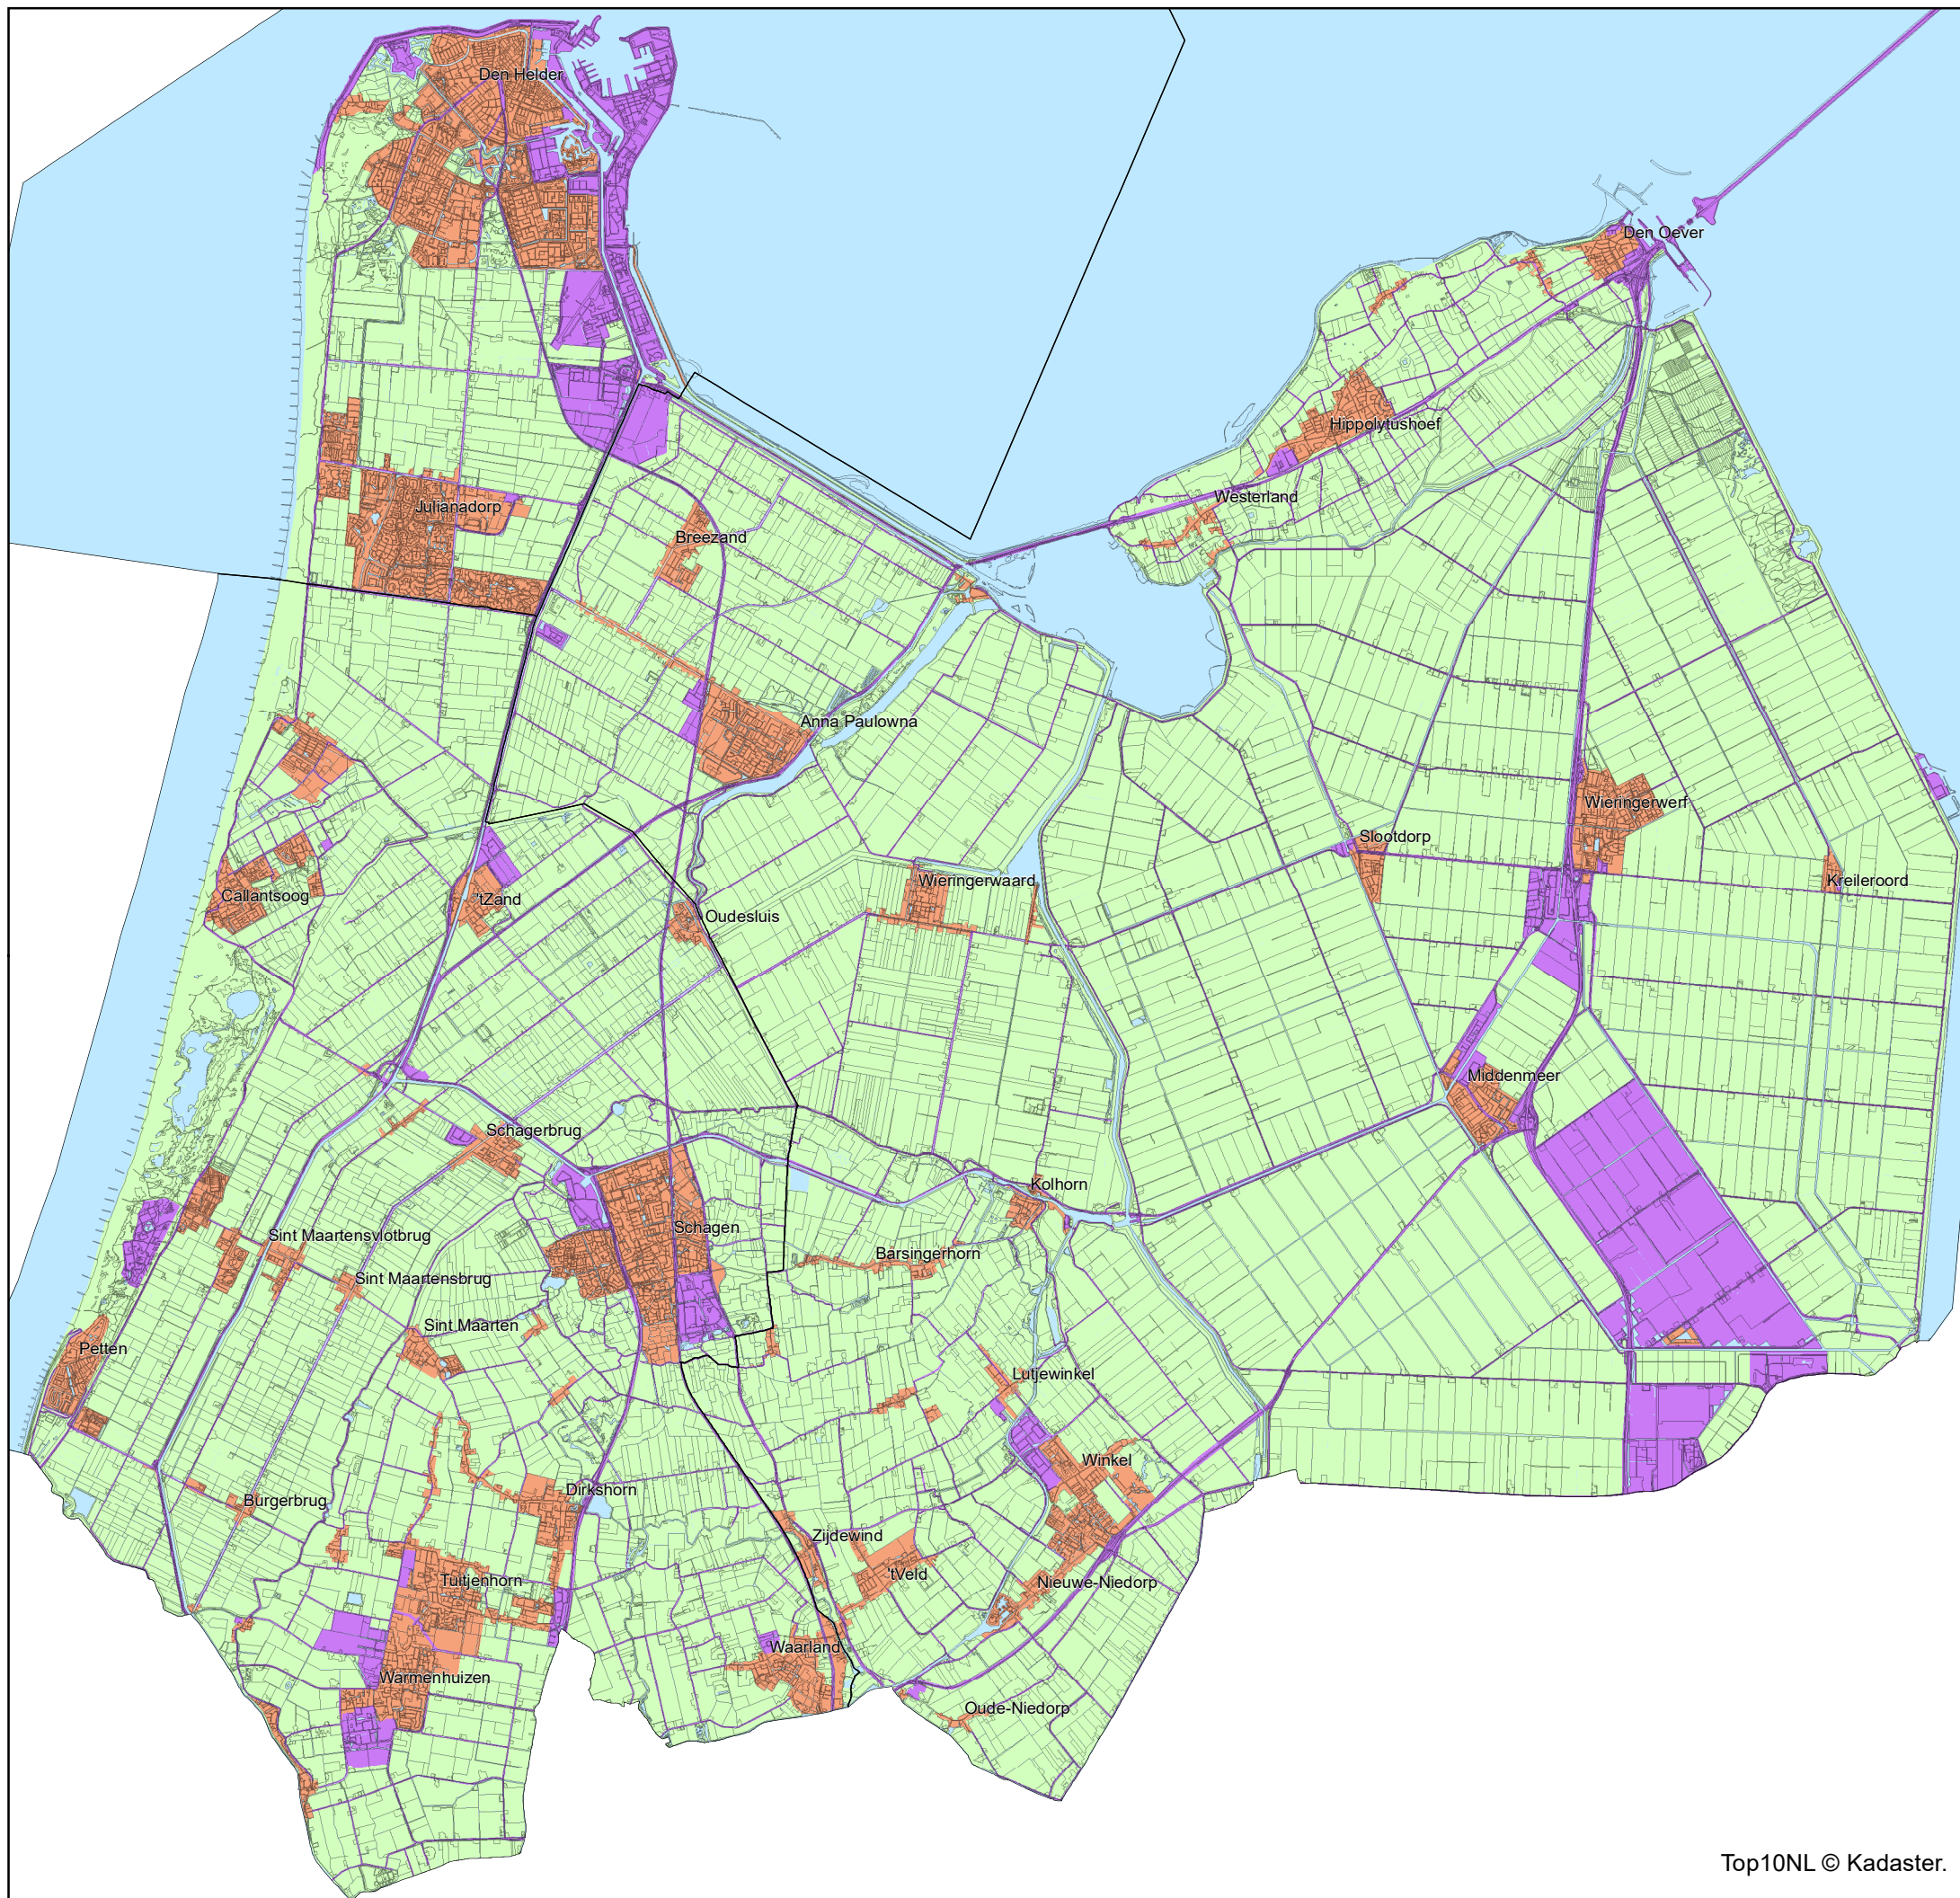 Den Helder
Den Oever
Hippolytushoef
Westerland
Julianadorp
Breezand
Anna Paulowna
Wieringerwerf
Slootdorp
Wieringerwaard
Kreileroord
Callantsoog
"tZand
Oudesluis
Middenmeer
Schagerbrug
Kolhorn
Schagen
Sint Maartensvlotbrug
Barsingerhorn
Sint Maartensbrug
Sint Maarten
Petten
Lutjewinkel
Winkel
Dirkshorn
Burgerbrug
Zijdewind
'tVeld
Tuitjenhorn
Nieuwe-Niedorp
Waarland
Warmenhuizen
Oude-Niedorp
Top10NL © Kadaster.